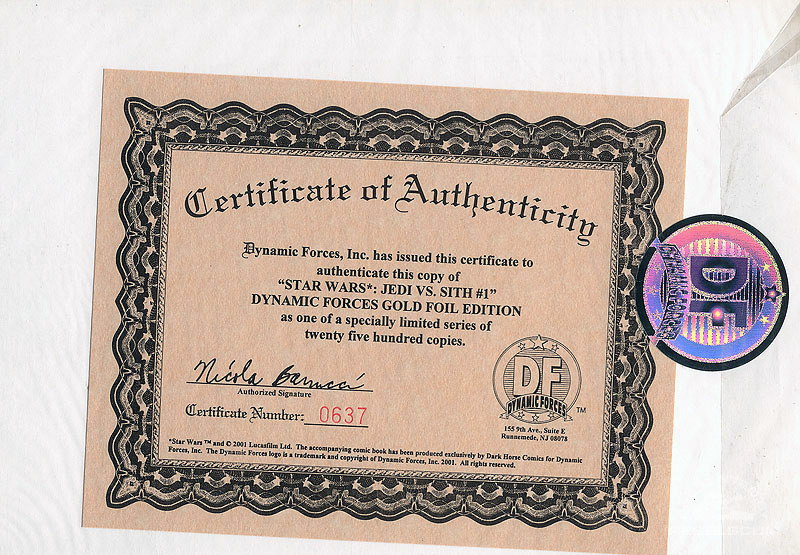 Certificate of Authenticity
Dynamic Forces, Inc. has issued this certificate to
authenticate this copy of
“STAR WARS*: JEDI VS. SITH #1”
DYNAMIC FORCES GOLD FOIL EDITION
as one of a specially limited series of
twenty five hundred copies.
Nicola Barrucci
Authorized Signature
Certificate Number: 0637
DF
DYNAMIC FORCES
TM
155 9th Ave., Suite E
Runnemede, NJ 08078
*Star Wars ™ and © 2001 Lucasfilm Ltd. The accompanying comic book has been produced exclusively by Dark Horse Comics for Dynamic
Forces, Inc. The Dynamic Forces logo is a trademark and copyright of Dynamic Forces, Inc. 2001. All rights reserved.
DF
DYNAMIC FORCES